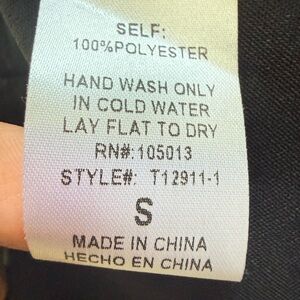 SELF:
100%POLYESTER
HAND WASH ONLY
IN COLD WATER
LAY FLAT TO DRY
RN#:105013
STYLE#: T12911-1
S
MADE IN CHINA
HECHO EN CHINA